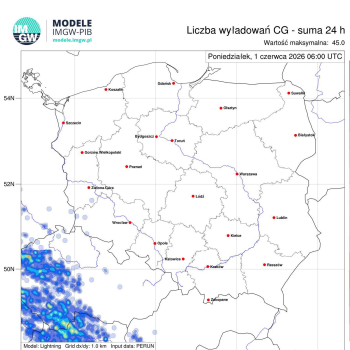 IM
GW
MODELE
IMGW-PIB
modele.imgw.pl
Liczba wyładowań CG - suma 24 h
Wartość maksymalna: 45.0
Poniedziałek, 1 czerwca 2026 06:00 UTC
Gdańsk
Koszalin
Suwałki
54N
Olsztyn
Szczecin
Białystok
Bydgoszcz
Toruń
Gorzów Wielkopolski
Poznań
Warszawa
52N
Zielona Góra
Łódź
Lublin
Wrocław
Kielce
Opole
Katowice
Kraków
Rzeszów
50N
Zakopane
Model: Lightning Grid dx/dy: 1.0 km Input data: PERUN